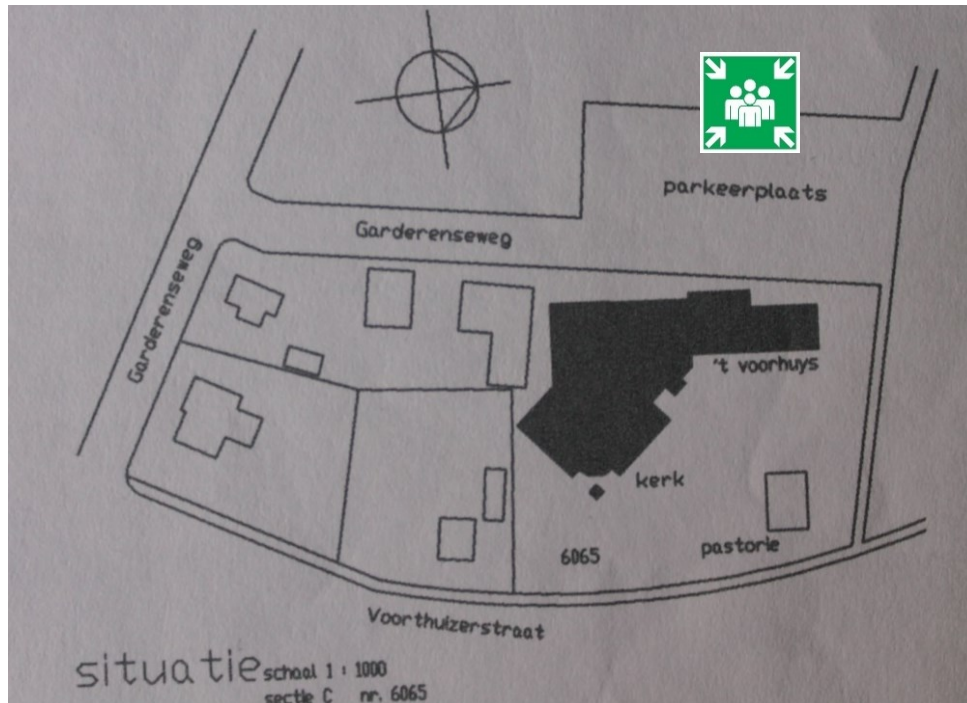 parkeerplaats
Garderenseweg
Garderenseweg
't voorhuys
kerk
6065
pastorie
Voorthuizerstraat
situatie schaal 1 : 1000
sectie C nr. 6065